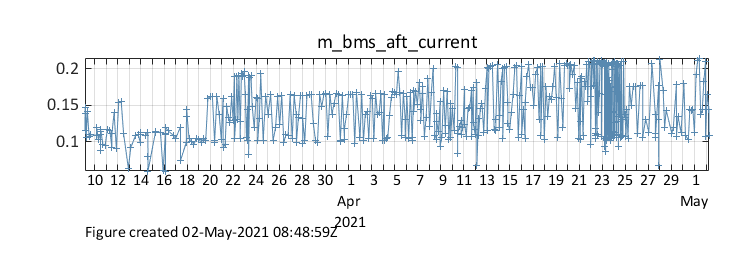 m_bms_aft_current
0.2
0.15
0.1
10 12 14 16 18 20 22 24 26 28 30 1 3 5 7 9 11 13 15 17 19 21 23 25 27 29 1
Apr May
2021
Figure created 02-May-2021 08:48:59Z